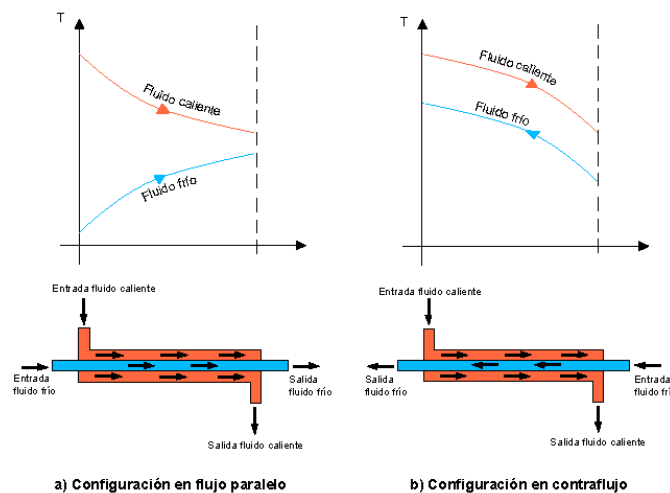 T
Fluido caliente
Fluido frío
T
Fluido caliente
Fluido frío
Entrada fluido caliente
Entrada
fluido frío
Salida
fluido frío
Salida fluido caliente
Entrada fluido caliente
Salida
fluido frío
Entrada
fluido frí
Salida fluido caliente
a) Configuración en flujo paralelo
b) Configuración en contraflujo